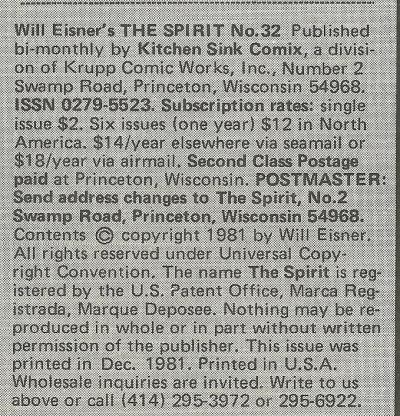 Will Eisner's THE SPIRIT No.32 Published
bi-monthly by Kitchen Sink Comix, a divisi-
on of Krupp Comic Works, Inc., Number 2
Swamp Road, Princeton, Wisconsin 54968.
ISSN 0279-5523. Subscription rates: single
issue $2. Six issues (one year) $12 in North
America. $14/year elsewhere via seamail or
$18/year via airmail. Second Class Postage
paid at Princeton, Wisconsin. POSTMASTER:
Send address changes to The Spirit, No.2
Swamp Road, Princeton, Wisconsin 54968.
Contents © copyright 1981 by Will Eisner.
All rights reserved under Universal Copy-
right Convention. The name The Spirit is reg-
istered by the U.S. Patent Office, Marca Reg-
istrada, Marque Deposee. Nothing may be re-
produced in whole or in part without written
permission of the publisher. This issue was
printed in Dec. 1981. Printed in U.S.A.
Wholesale inquiries are invited. Write to us
above or call (414) 295-3972 or 295-6922.